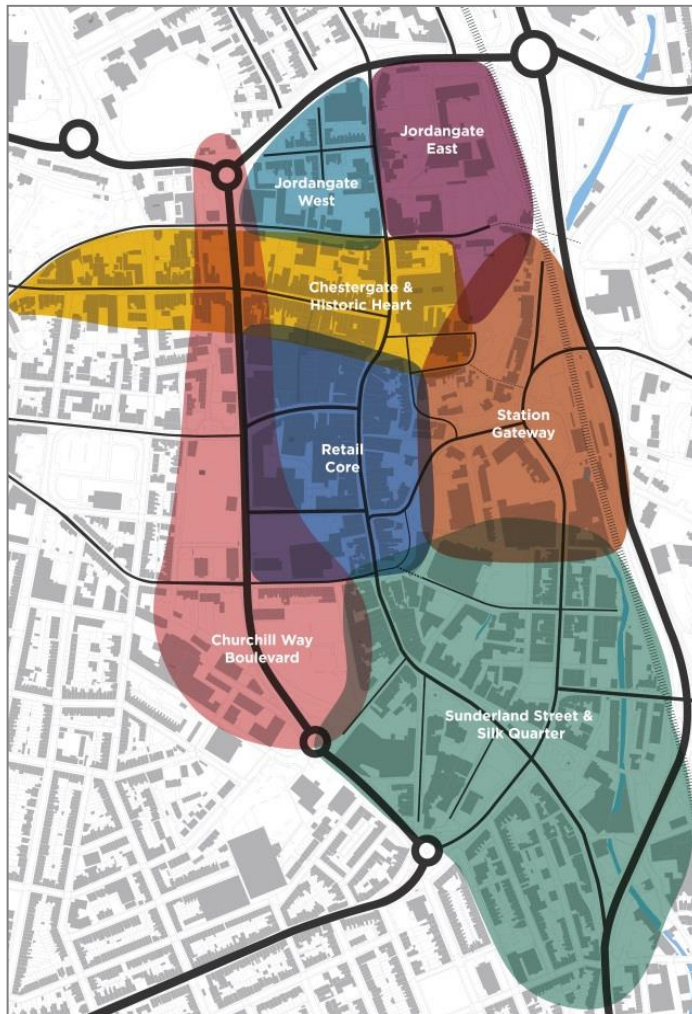 Jordangate
East
Jordangate
West
Chestergate &
Historic Heart
Station
Gateway
Retail
Core
Churchill Way
Boulevard
Sunderland Street &
Silk Quarter